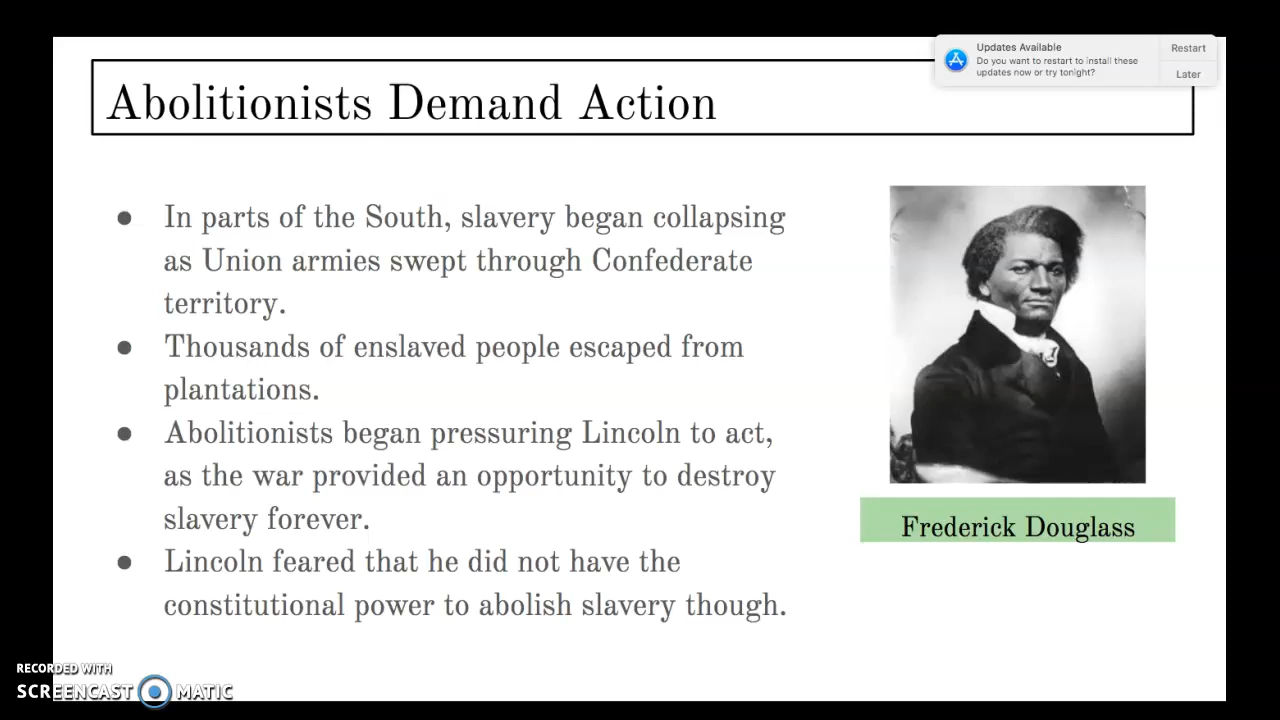 Updates Available
Do you want to restart to install these
updates now or try tonight?
Restart
Later
Abolitionists Demand Action
● In parts of the South, slavery began collapsing
as Union armies swept through Confederate
territory.
● Thousands of enslaved people escaped from
plantations.
● Abolitionists began pressuring Lincoln to act,
as the war provided an opportunity to destroy
slavery forever.
● Lincoln feared that he did not have the
constitutional power to abolish slavery though.
Frederick Douglass
RECORDED WITH
SCREENCAST MATIC